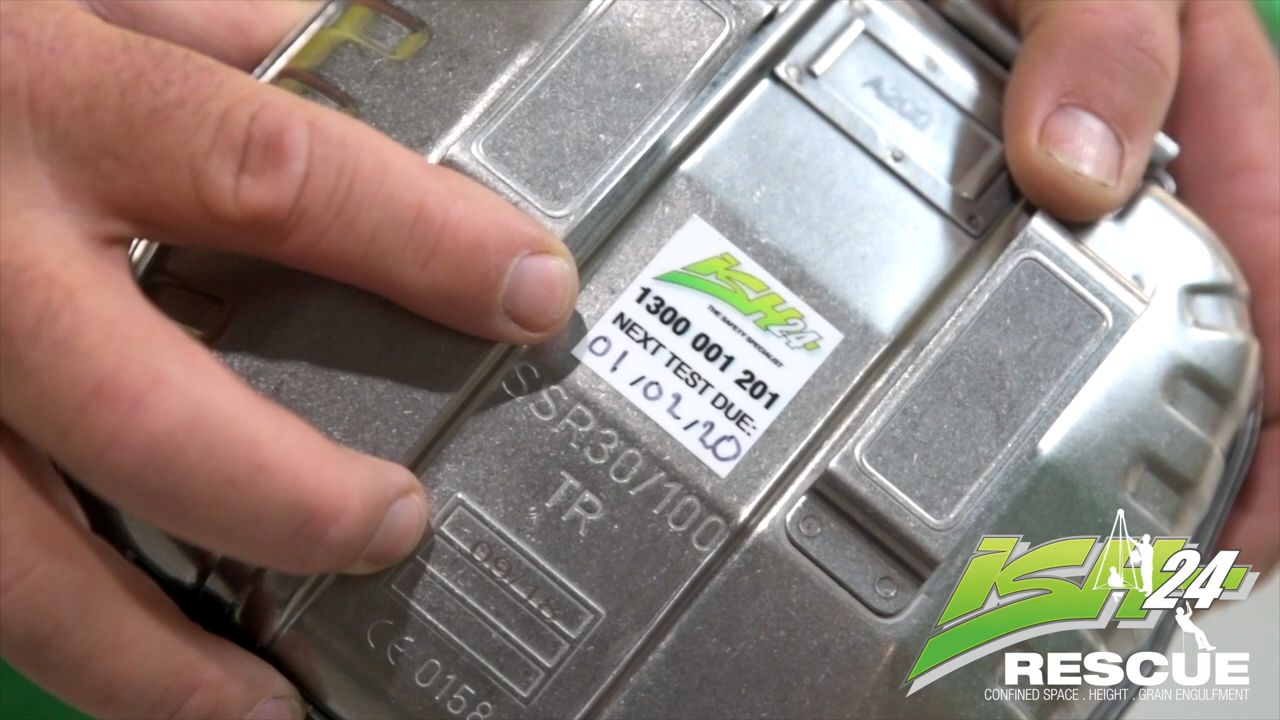 A200
iSH24
THE SAFETY SPECIALIST
1300 001 201
NEXT TEST DUE:
01/02/20
SSR30/100
TR
CE 0158
iSH24
RESCUE
CONFINED SPACE . HEIGHT . GRAIN ENGULFMENT